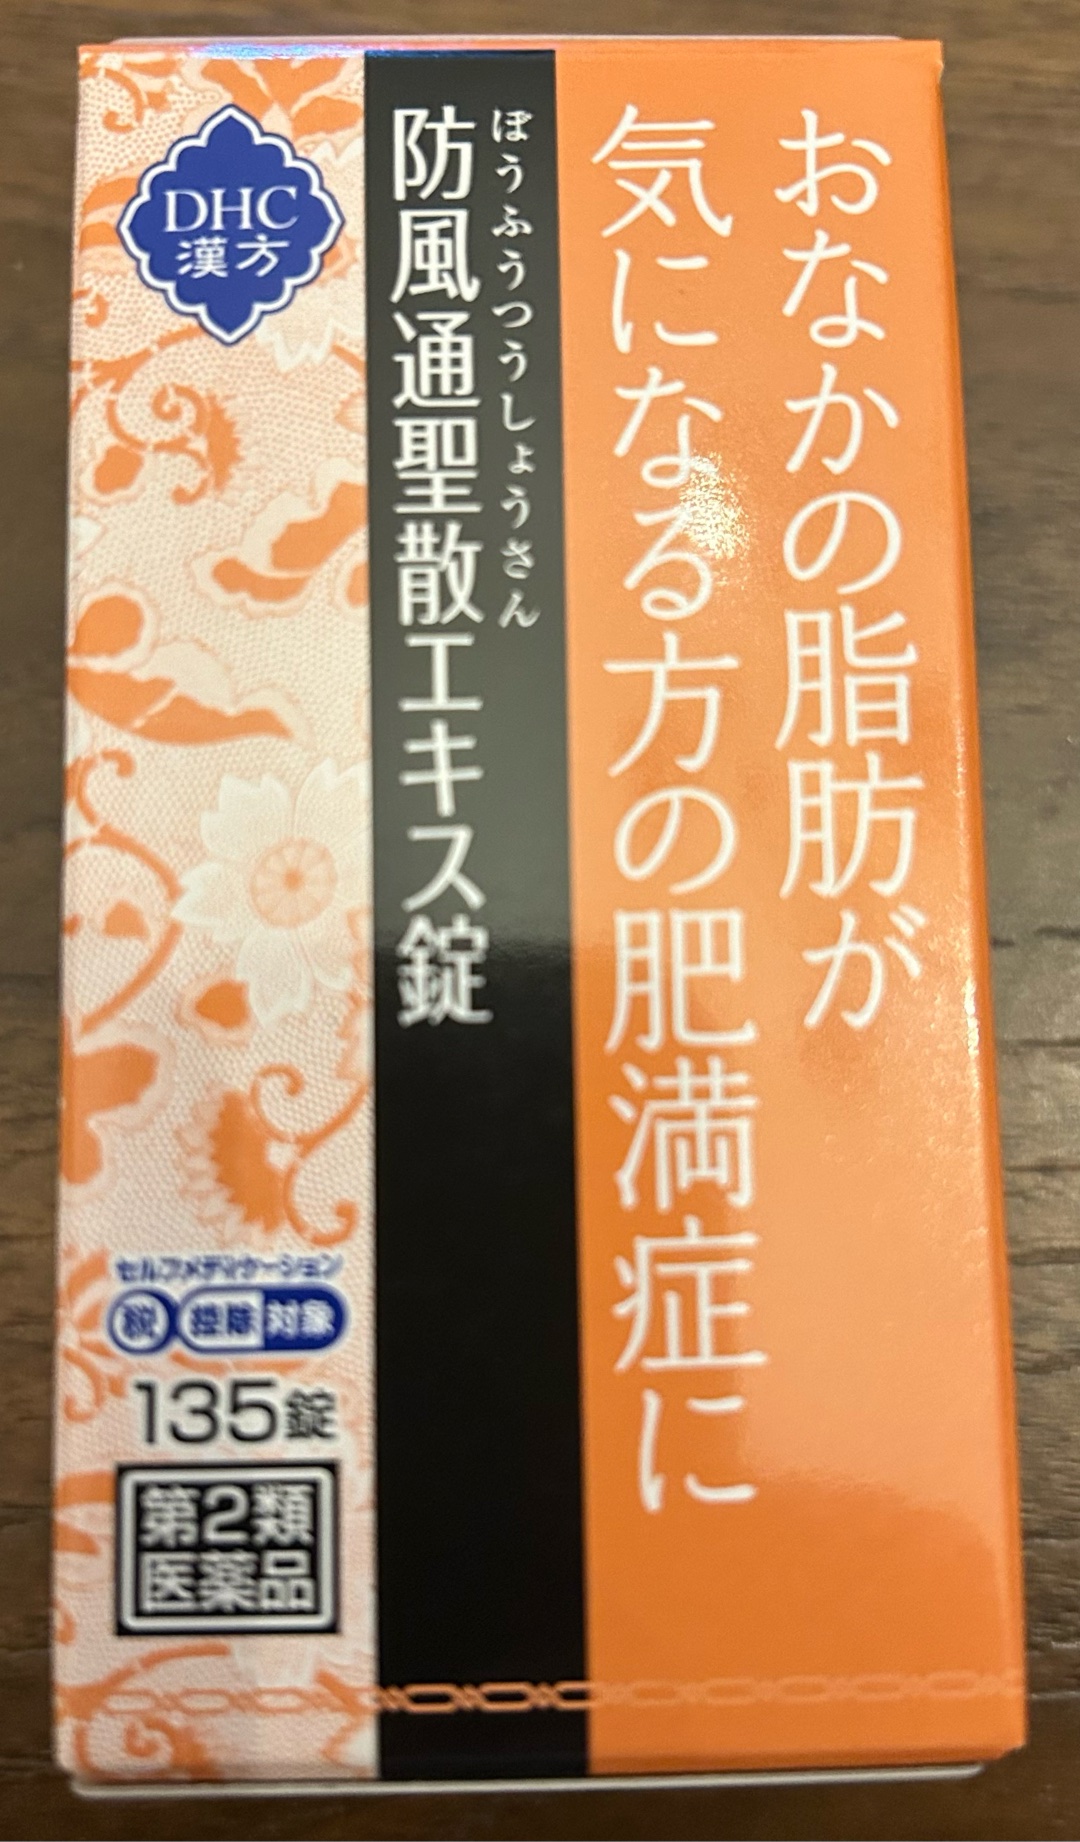 おなかの脂肪が
気になる方の肥満症に
ぼうふうつうしょうさん
防風通聖散エキス錠
DHC
漢方
セルフメディケーション
税 控除 対象
135錠
第2類
医薬品